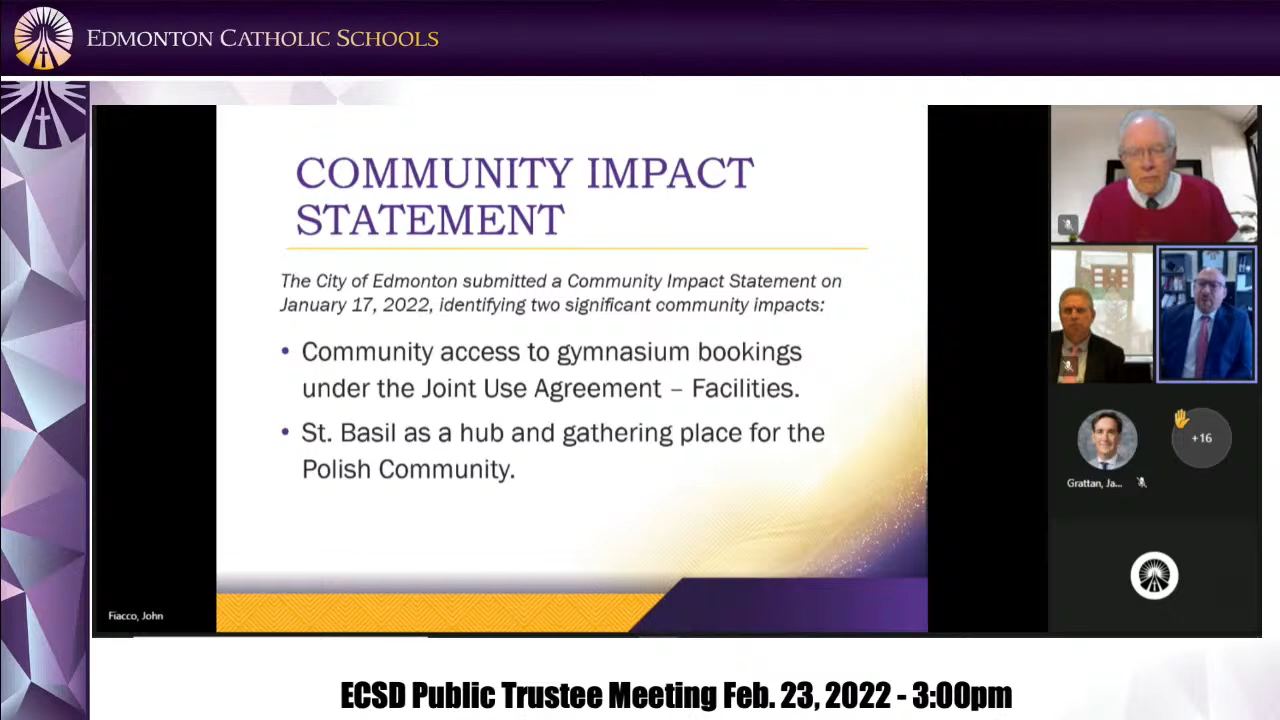 EDMONTON CATHOLIC SCHOOLS
COMMUNITY IMPACT
STATEMENT
The City of Edmonton submitted a Community Impact Statement on
January 17, 2022, identifying two significant community impacts:
• Community access to gymnasium bookings
under the Joint Use Agreement – Facilities.
• St. Basil as a hub and gathering place for the
Polish Community.
+16
Grattan, Ja...
Fiacco, John
ECSD Public Trustee Meeting Feb. 23, 2022 - 3:00pm